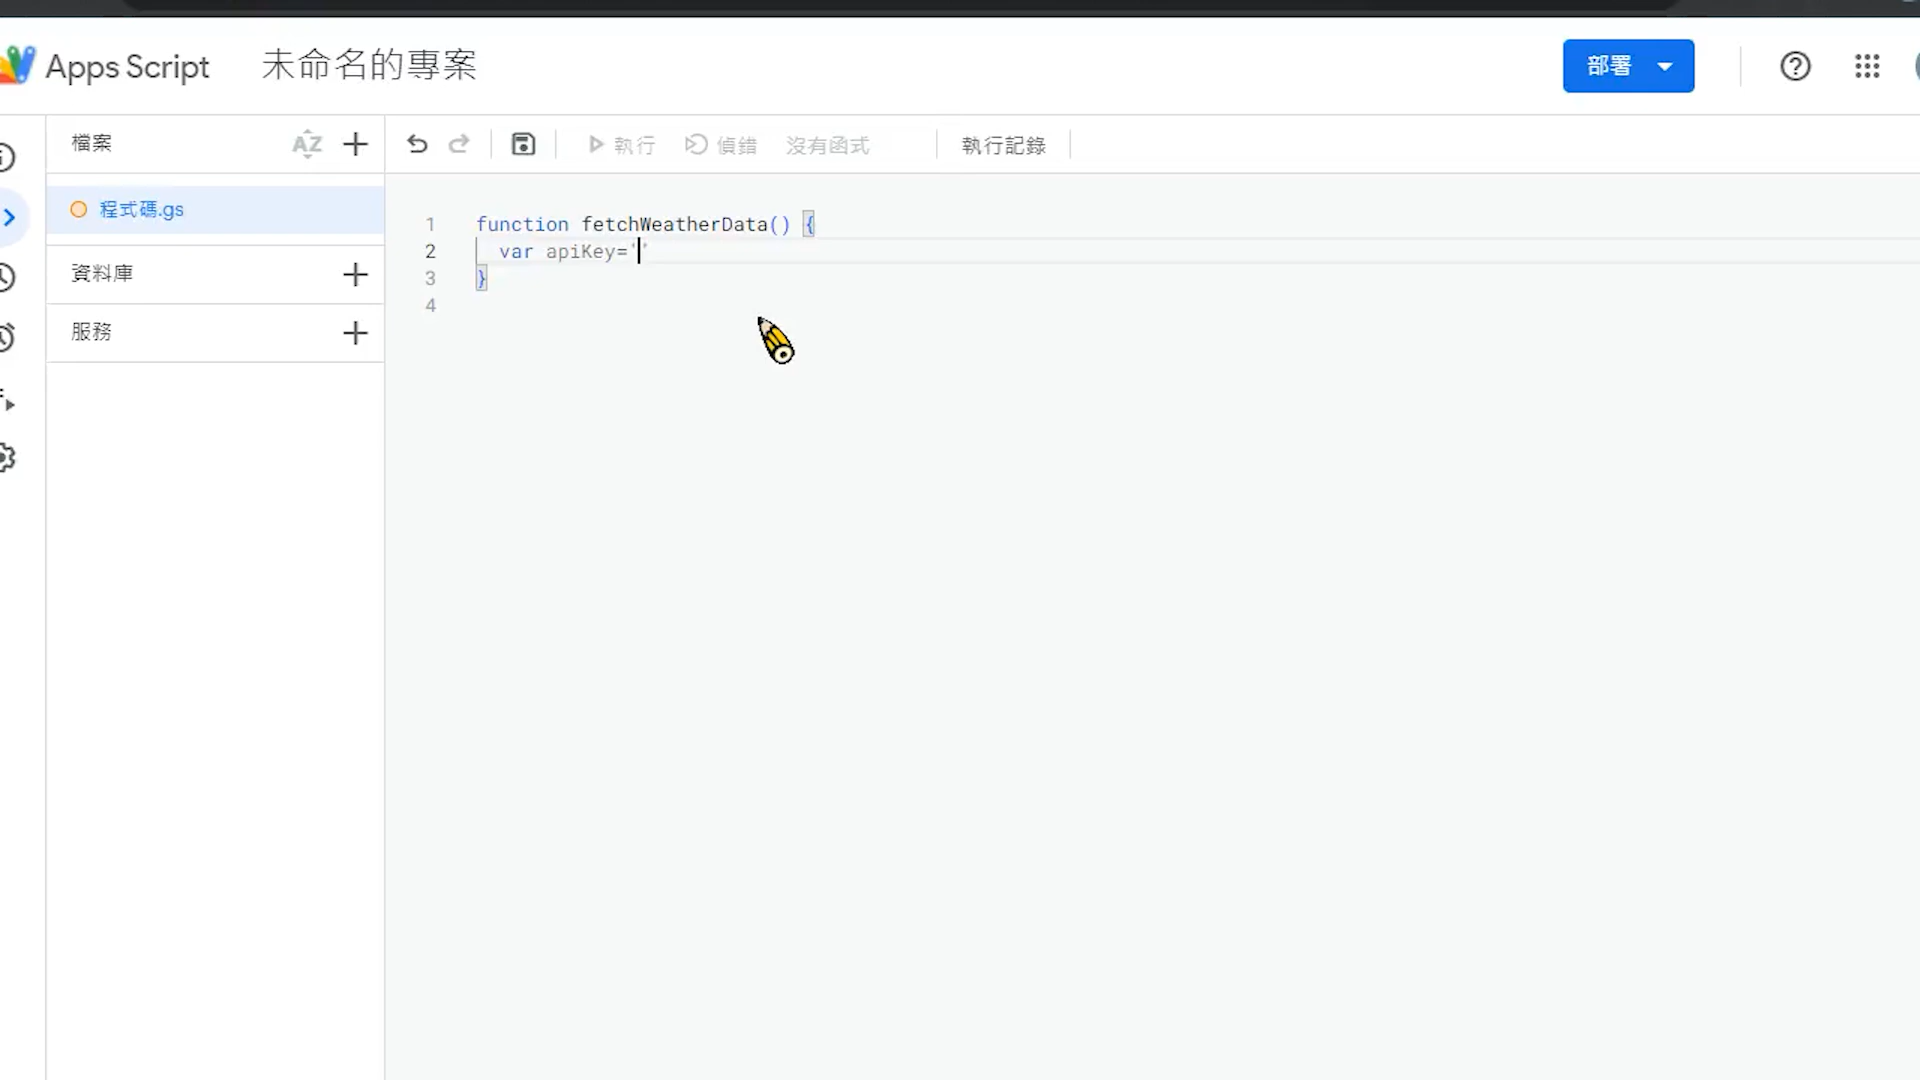 Apps Script 未命名的專案 部署
檔案 AZ
執行 偵錯 沒有函式 執行記錄
程式碼.gs
資料庫
服務
1 function fetchWeatherData() {
2 var apiKey=''
3 }
4